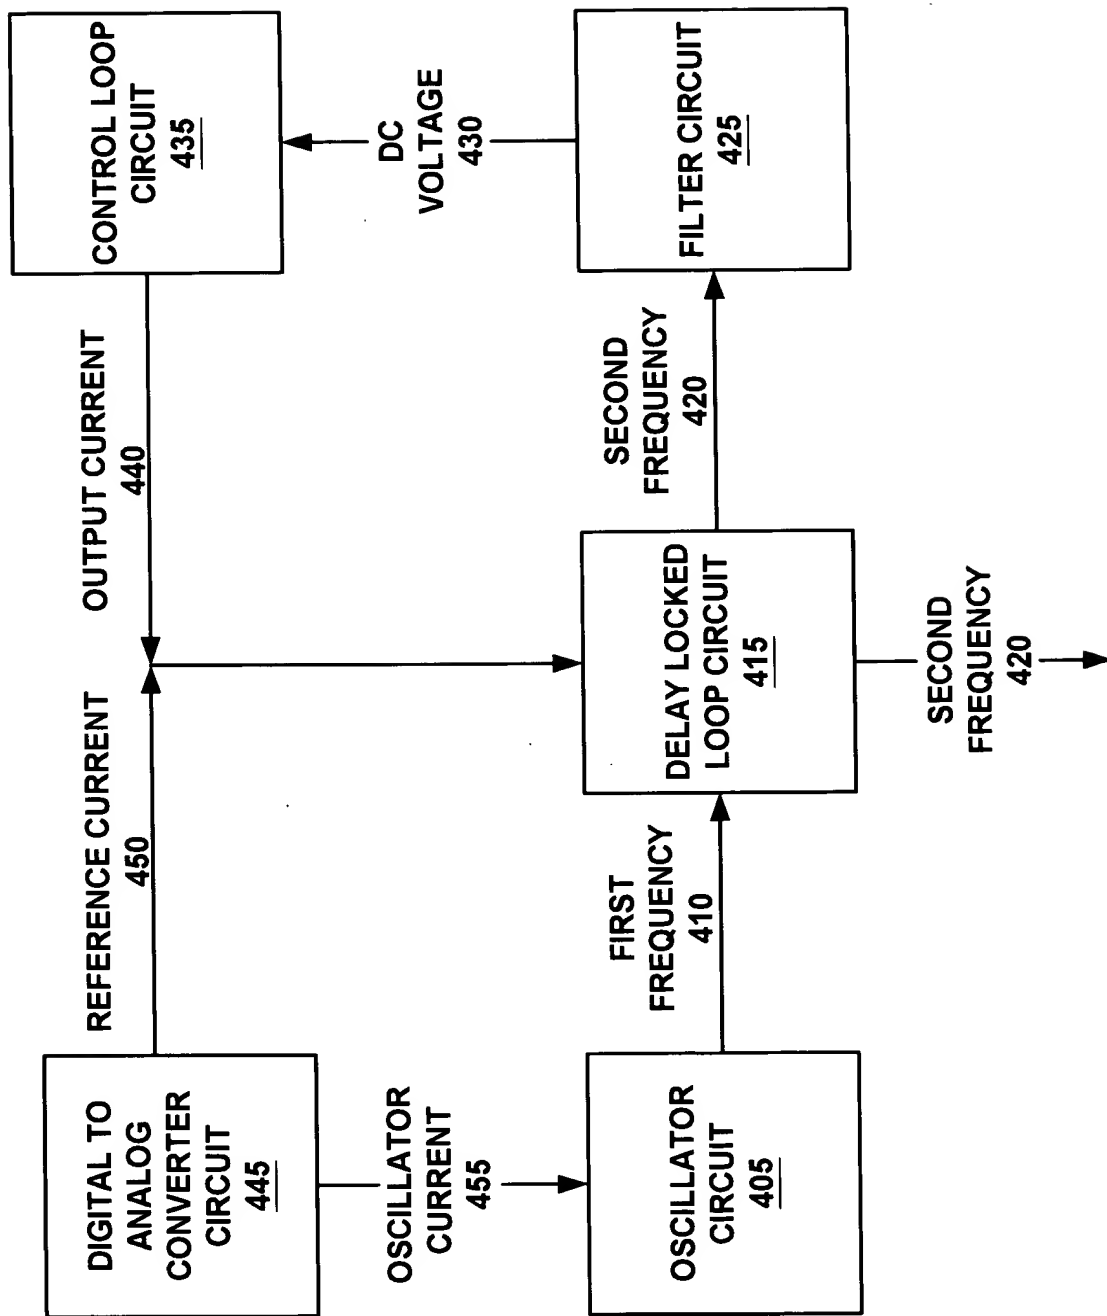 DIGITAL TO
ANALOG
CONVERTER
CIRCUIT
445
REFERENCE CURRENT
450
OUTPUT CURRENT
440
CONTROL LOOP
CIRCUIT
435
OSCILLATOR
CURRENT
455
DC
VOLTAGE
430
OSCILLATOR
CIRCUIT
405
FIRST
FREQUENCY
410
DELAY LOCKED
LOOP CIRCUIT
415
SECOND
FREQUENCY
420
FILTER CIRCUIT
425
SECOND
FREQUENCY
420